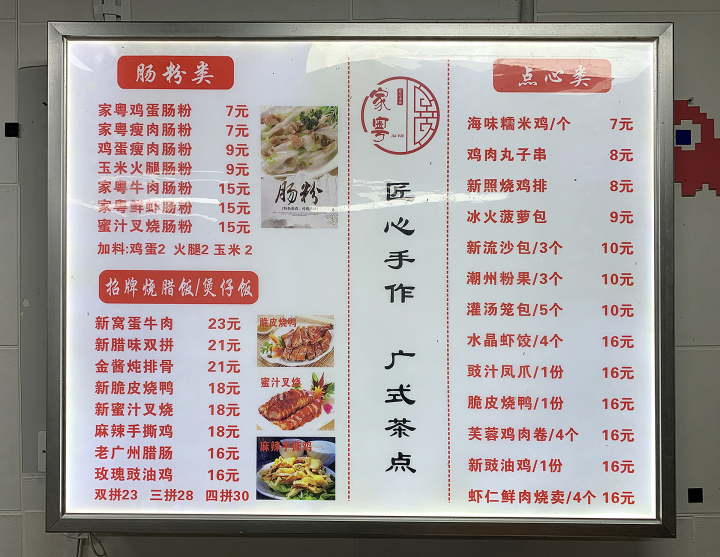 肠粉类
家粤鸡蛋肠粉 7元
家粤瘦肉肠粉 7元
鸡蛋瘦肉肠粉 9元
玉米火腿肠粉 9元
家粤牛肉肠粉 15元
家粤鲜虾肠粉 15元
蜜汁叉烧肠粉 15元
加料:鸡蛋2 火腿2 玉米2
肠粉
招牌烧腊饭/煲仔饭
新窝蛋牛肉 23元
新腊味双拼 21元
金酱炖排骨 21元
新脆皮烧鸭 18元
新蜜汁叉烧 18元
麻辣手撕鸡 18元
老广州腊肠 16元
玫瑰豉油鸡 16元
双拼23 三拼28 四拼30
脆皮烧鸭
蜜汁叉烧
麻辣手撕鸡
家粤
匠心手作 广式茶点
点心类
海味糯米鸡/个 7元
鸡肉丸子串 8元
新照烧鸡排 8元
冰火菠萝包 9元
新流沙包/3个 10元
潮州粉果/3个 10元
灌汤笼包/5个 10元
水晶虾饺/4个 16元
豉汁凤爪/1份 16元
脆皮烧鸭/1份 16元
芙蓉鸡肉卷/4个 16元
新豉油鸡/1份 16元
虾仁鲜肉烧卖/4个 16元